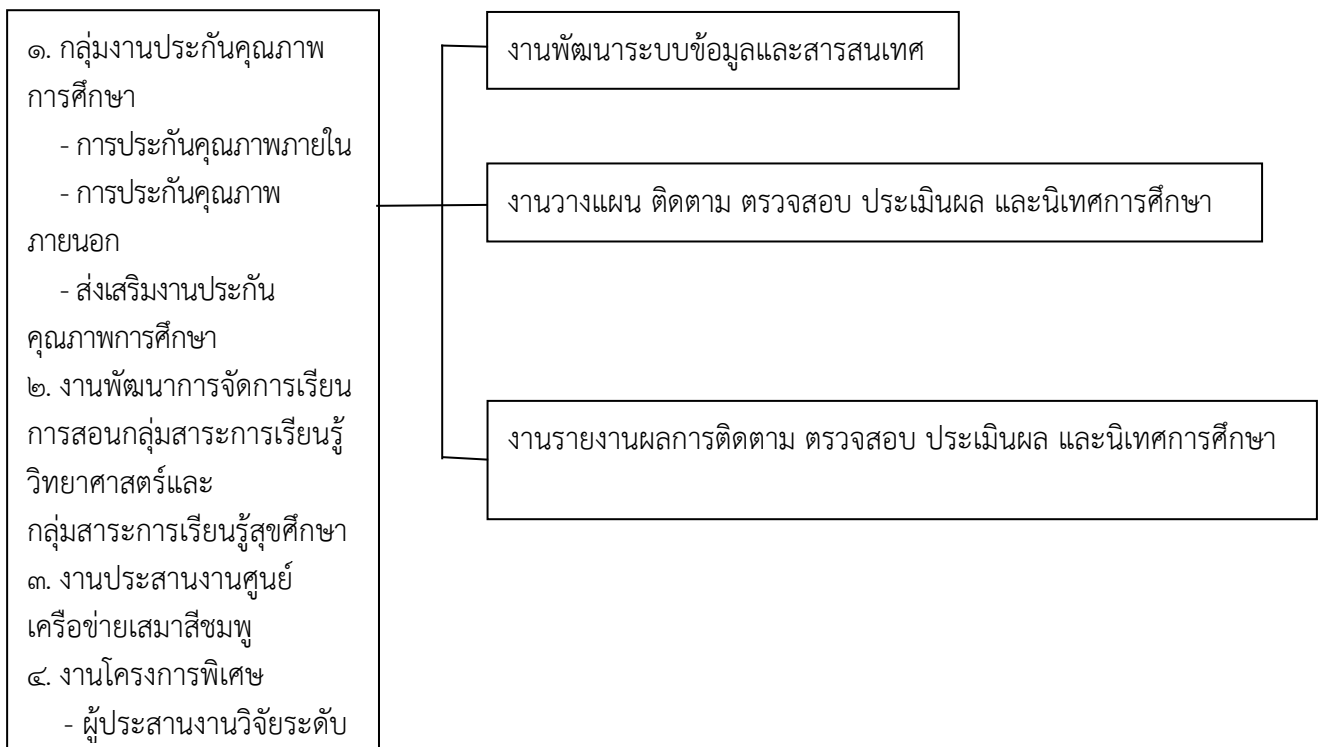 ๑. กลุ่มงานประกันคุณภาพ
การศึกษา
- การประกันคุณภาพภายใน
- การประกันคุณภาพ
ภายนอก
- ส่งเสริมงานประกัน
คุณภาพการศึกษา
๒. งานพัฒนาการจัดการเรียน
การสอนกลุ่มสาระการเรียนรู้
วิทยาศาสตร์และ
กลุ่มสาระการเรียนรู้สุขศึกษา
๓. งานประสานงานศูนย์
เครือข่ายเสมาสีชมพู
๔. งานโครงการพิเศษ
- ผู้ประสานงานวิจัยระดับ
งานพัฒนาระบบข้อมูลและสารสนเทศ
งานวางแผน ติดตาม ตรวจสอบ ประเมินผล และนิเทศการศึกษา
งานรายงานผลการติดตาม ตรวจสอบ ประเมินผล และนิเทศการศึกษา